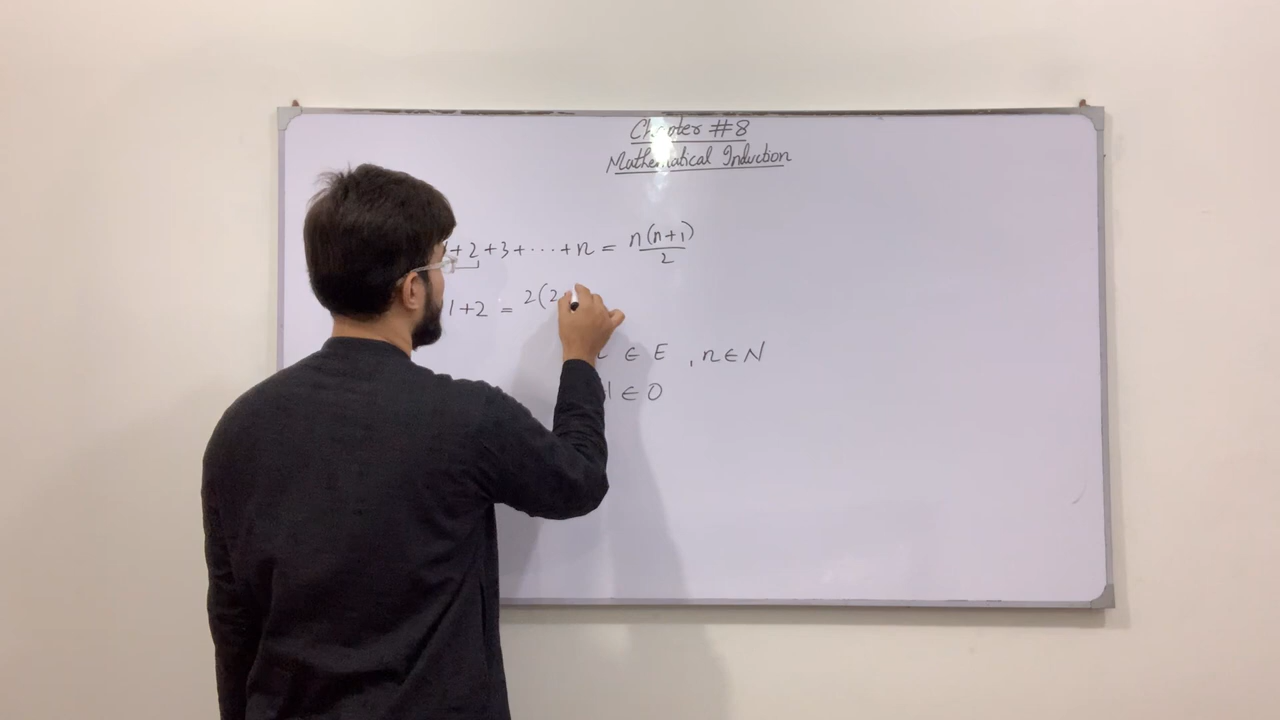 Chapter #8
Mathematical Induction
+2+3+⋯+n = n(n+1)/2
1+2 = 2(2
∈ E , n∈N
1 ∈ O